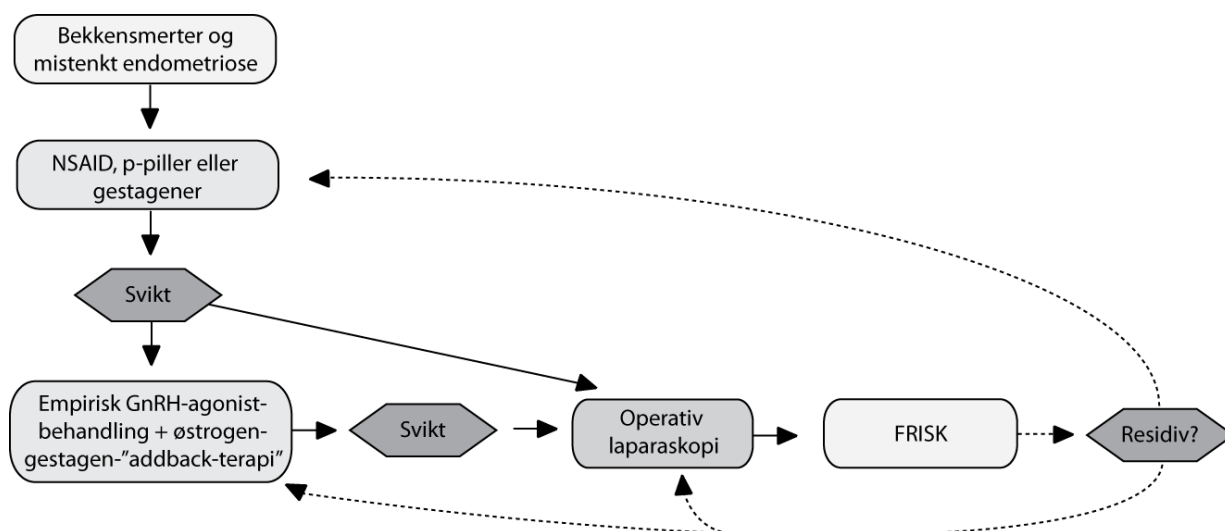 Bekkensmerter og
mistenkt endometriose
NSAID, p-piller eller
gestagener
Svikt
Empirisk GnRH-agonist-
behandling + østrogen-
gestagen-”addback-terapi”
Svikt
Operativ
laparaskopi
FRISK
Residiv?